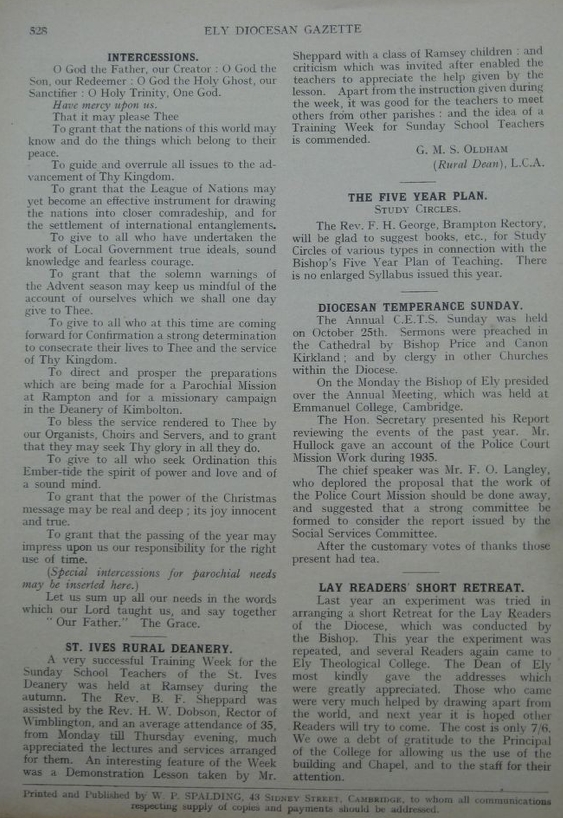 528
ELY DIOCESAN GAZETTE
INTERCESSIONS.
O God the Father, our Creator : O God the
Son, our Redeemer : O God the Holy Ghost, our
Sanctifier : O Holy Trinity, One God.
Have mercy upon us.
That it may please Thee
To grant that the nations of this world may
know and do the things which belong to their
peace.
To guide and overrule all issues to the ad-
vancement of Thy Kingdom.
To grant that the League of Nations may
yet become an effective instrument for drawing
the nations into closer comradeship, and for
the settlement of international entanglements.
To give to all who have undertaken the
work of Local Government true ideals, sound
knowledge and fearless courage.
To grant that the solemn warnings of
the Advent season may keep us mindful of the
account of ourselves which we shall one day
give to Thee.
To give to all who at this time are coming
forward for Confirmation a strong determination
to consecrate their lives to Thee and the service
of Thy Kingdom.
To direct and prosper the preparations
which are being made for a Parochial Mission
at Rampton and for a missionary campaign
in the Deanery of Kimbolton.
To bless the service rendered to Thee by
our Organists, Choirs and Servers, and to grant
that they may seek Thy glory in all they do.
To give to all who seek Ordination this
Ember-tide the spirit of power and love and of
a sound mind.
To grant that the power of the Christmas
message may be real and deep ; its joy innocent
and true.
To grant that the passing of the year may
impress upon us our responsibility for the right
use of time.
(Special intercessions for parochial needs
may be inserted here.)
Let us sum up all our needs in the words
which our Lord taught us, and say together
" Our Father." The Grace.
ST. IVES RURAL DEANERY.
A very successful Training Week for the
Sunday School Teachers of the St. Ives
Deanery was held at Ramsey during the
autumn. The Rev. B. F. Sheppard was
assisted by the Rev. H. W. Dobson, Rector of
Wimblington, and an average attendance of 35,
from Monday till Thursday evening, much
appreciated the lectures and services arranged
for them. An interesting feature of the Week
was a Demonstration Lesson taken by Mr.
Sheppard with a class of Ramsey children : and
criticism which was invited after enabled the
teachers to appreciate the help given by the
lesson. Apart from the instruction given during
the week, it was good for the teachers to meet
others from other parishes : and the idea of a
Training Week for Sunday School Teachers
is commended.
G. M. S. OLDHAM
(Rural Dean), L.C.A.
THE FIVE YEAR PLAN.
STUDY CIRCLES.
The Rev. F. H. George, Brampton Rectory,
will be glad to suggest books, etc., for Study
Circles of various types in connection with the
Bishop's Five Year Plan of Teaching. There
is no enlarged Syllabus issued this year.
DIOCESAN TEMPERANCE SUNDAY.
The Annual C.E.T.S. Sunday was held
on October 25th. Sermons were preached in
the Cathedral by Bishop Price and Canon
Kirkland ; and by clergy in other Churches
within the Diocese.
On the Monday the Bishop of Ely presided
over the Annual Meeting, which was held at
Emmanuel College, Cambridge.
The Hon. Secretary presented his Report
reviewing the events of the past year. Mr.
Hullock gave an account of the Police Court
Mission Work during 1935.
The chief speaker was Mr. F. O. Langley,
who deplored the proposal that the work of
the Police Court Mission should be done away,
and suggested that a strong committee be
formed to consider the report issued by the
Social Services Committee.
After the customary votes of thanks those
present had tea.
LAY READERS' SHORT RETREAT.
Last year an experiment was tried in
arranging a short Retreat for the Lay Readers
of the Diocese, which was conducted by
the Bishop. This year the experiment was
repeated, and several Readers again came to
Ely Theological College. The Dean of Ely
most kindly gave the addresses which
were greatly appreciated. Those who came
were very much helped by drawing apart from
the world, and next year it is hoped other
Readers will try to come. The cost is only 7/6.
We owe a debt of gratitude to the Principal
of the College for allowing us the use of the
building and Chapel, and to the staff for their
attention.
Printed and Published by W. P. SPALDING, 43 SIDNEY STREET, CAMBRIDGE, to whom all communications
respecting supply of copies and payments should be addressed.